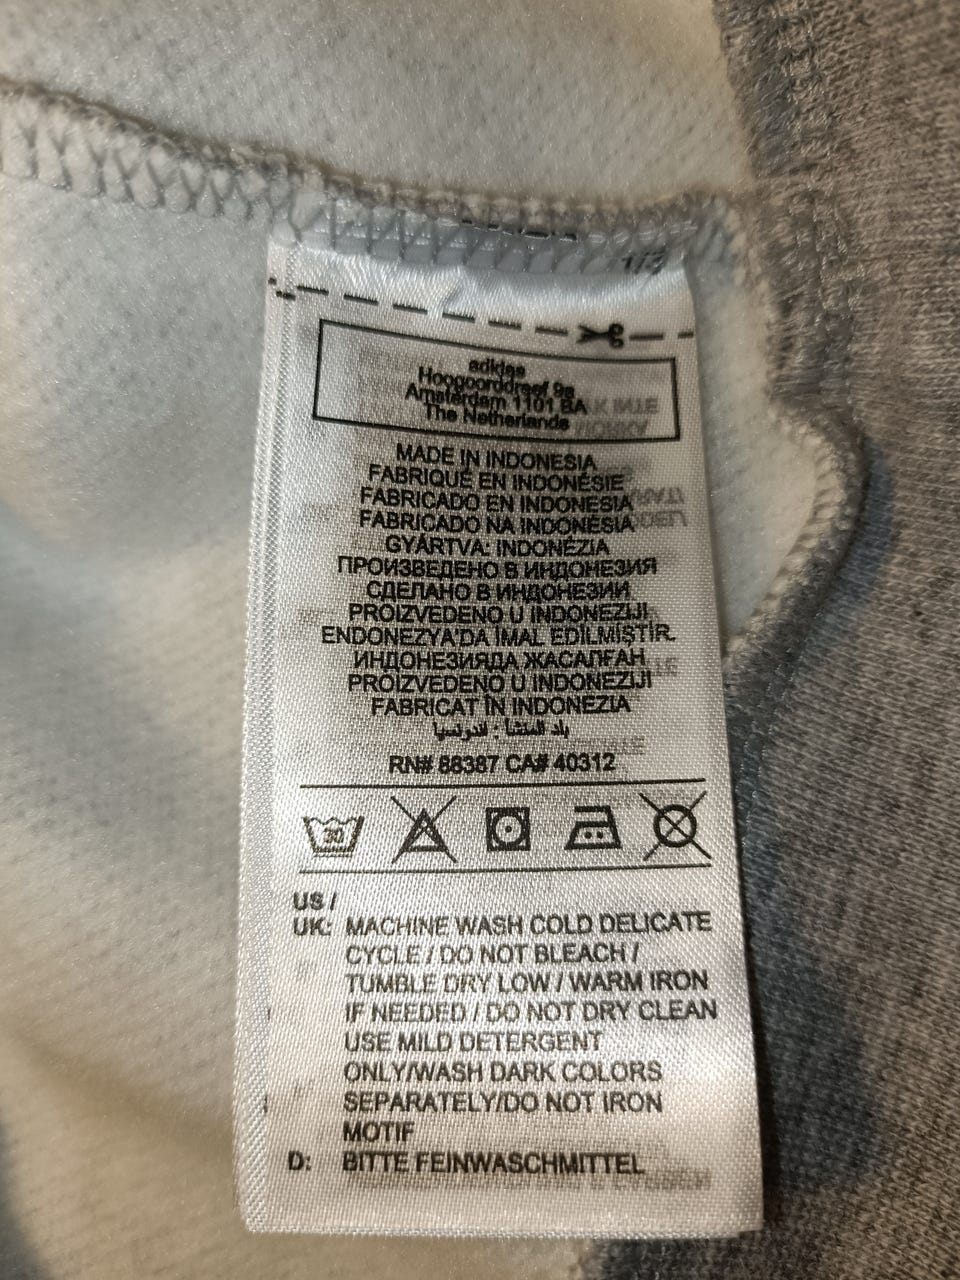 1/3
adidas
Hoogoorddreef 9a
Amsterdam 1101 BA
The Netherlands
MADE IN INDONESIA
FABRIQUÉ EN INDONÉSIE
FABRICADO EN INDONESIA
FABRICADO NA INDONÉSIA
GYÁRTVA: INDONÉZIA
ПРОИЗВЕДЕНО В ИНДОНЕЗИЯ
СДЕЛАНО В ИНДОНЕЗИИ
PROIZVEDENO U INDONEZIJI
ENDONEZYA'DA İMAL EDİLMİŞTİR.
ИНДОНЕЗИЯДА ЖАСАЛҒАН
PROIZVEDENO U INDONEZIJI
FABRICAT ÎN INDONEZIA
بلد المنشأ : اندونسيا
RN# 88387 CA# 40312
30
US /
UK: MACHINE WASH COLD DELICATE
CYCLE / DO NOT BLEACH /
TUMBLE DRY LOW / WARM IRON
IF NEEDED / DO NOT DRY CLEAN
USE MILD DETERGENT
ONLY/WASH DARK COLORS
SEPARATELY/DO NOT IRON
MOTIF
D: BITTE FEINWASCHMITTEL